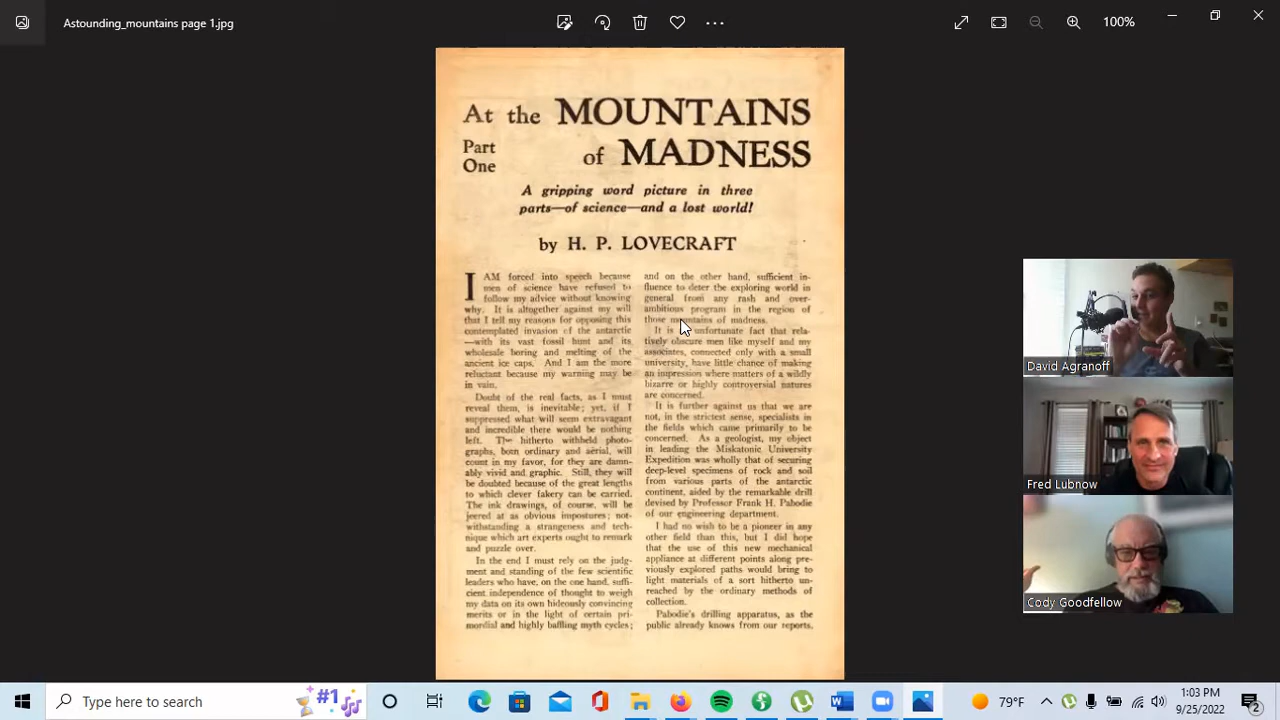 Astounding_mountains page 1.jpg
100%
At the MOUNTAINS
Part One
of MADNESS
A gripping word picture in three
parts—of science—and a lost world!
by H. P. LOVECRAFT
I AM forced into speech because
men of science have refused to
follow my advice without knowing
why. It is altogether against my will
that I tell my reasons for opposing this
contemplated invasion of the antarctic
—with its vast fossil hunt and its
wholesale boring and melting of the
ancient ice caps. And I am the more
reluctant because my warning may be
in vain.
Doubt of the real facts, as I must
reveal them, is inevitable; yet, if I
suppressed what will seem extravagant
and incredible there would be nothing
left. The hitherto withheld photo-
graphs, both ordinary and aërial, will
count in my favor, for they are damn-
ably vivid and graphic. Still, they will
be doubted because of the great lengths
to which clever fakery can be carried.
The ink drawings, of course, will be
jeered at as obvious impostures; not-
withstanding a strangeness and tech-
nique which art experts ought to remark
and puzzle over.
In the end I must rely on the judg-
ment and standing of the few scientific
leaders who have, on the one hand, suffi-
cient independence of thought to weigh
my data on its own hideously convincing
merits or in the light of certain pri-
mordial and highly baffling myth cycles;
and on the other hand, sufficient in-
fluence to deter the exploring world in
general from any rash and over-
ambitious program in the region of
those mountains of madness.
It is unfortunate fact that rela-
tively obscure men like myself and my
associates, connected only with a small
university, have little chance of making
an impression where matters of a wildly
bizarre or highly controversial natures
are concerned.
It is further against us that we are
not, in the strictest sense, specialists in
the fields which came primarily to be
concerned. As a geologist, my object
in leading the Miskatonic University
Expedition was wholly that of securing
deep-level specimens of rock and soil
from various parts of the antarctic
continent, aided by the remarkable drill
devised by Professor Frank H. Pabodie
of our engineering department.
I had no wish to be a pioneer in any
other field than this, but I did hope
that the use of this new mechanical
appliance at different points along pre-
viously explored paths would bring to
light materials of a sort hitherto un-
reached by the ordinary methods of
collection.
Pabodie's drilling apparatus, as the
public already knows from our reports,
David Agranoff
Fred Lubnow
Cody Goodfellow
Type here to search
#1
79°F
1:03 PM
9/25/2022
2